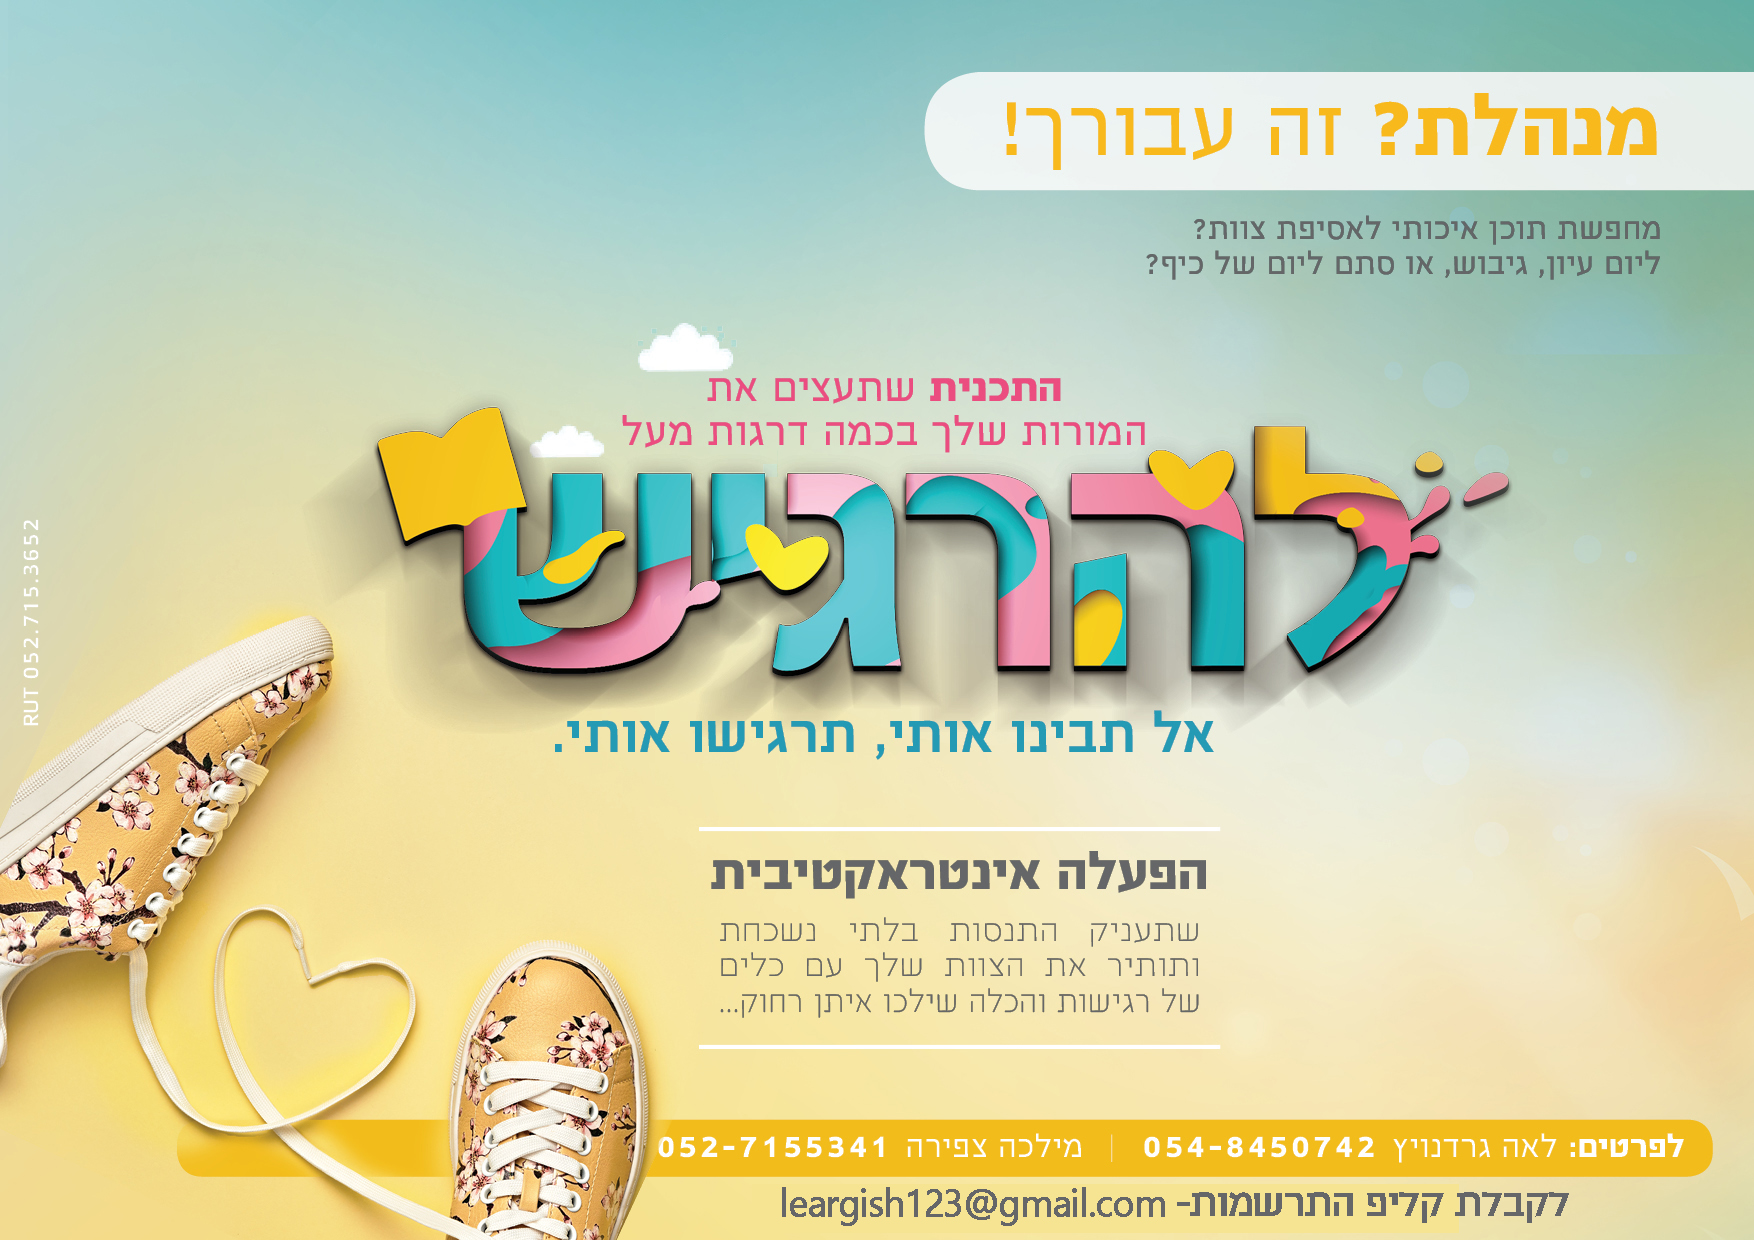 מנהלת? זה עבורך!
מחפשת תוכן איכותי לאסיפת צוות?
ליום עיון, גיבוש, או סתם ליום של כיף?
התכנית שתעצים את
המורות שלך בכמה דרגות מעל
להרגיש
אל תבינו אותי, תרגישו אותי.
הפעלה אינטראקטיבית
שתעניק התנסות בלתי נשכחת
ותותיר את הצוות שלך עם כלים
של רגישות והכלה שילכו איתן רחוק...
לפרטים: לאה גרדנויץ 054-8450742 | מילכה צפירה 052-7155341
לקבלת קליפ התרשמות- leargish123@gmail.com
RUT 052.715.3652